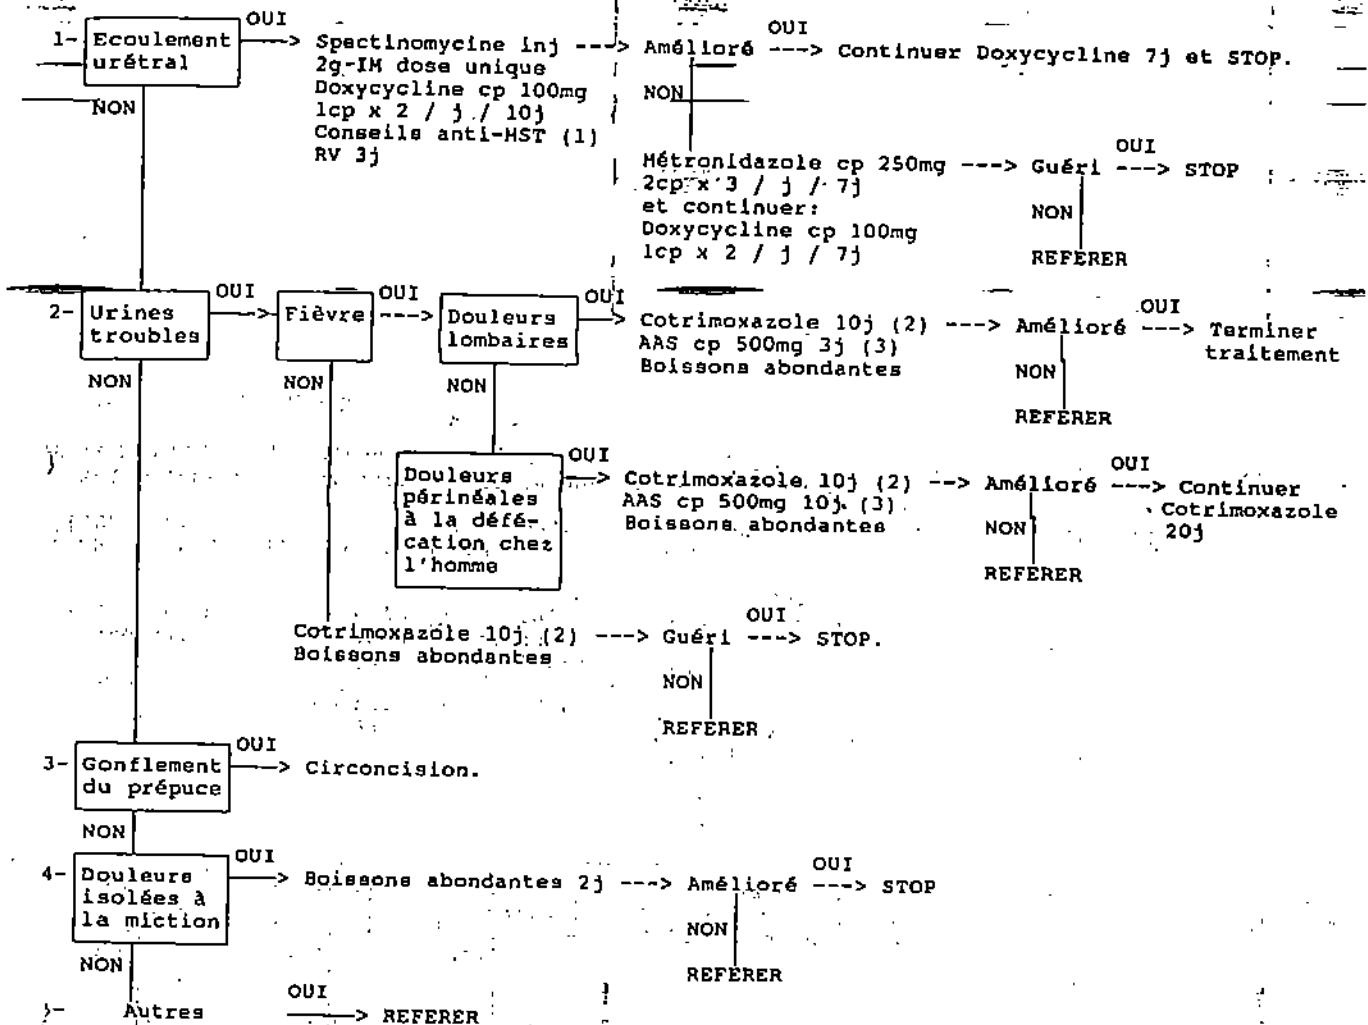 OUI
1- Ecoulement urétral
NON
Spectinomycine inj ---> Amélioré
2g-IM dose unique
Doxycycline cp 100mg
1cp x 2 / j / 10j
Conseils anti-MST (1)
RV 3j
OUI
---> Continuer Doxycycline 7j et STOP.
NON
Métronidazole cp 250mg ---> Guéri
2cp x 3 / j / 7j
et continuer:
Doxycycline cp 100mg
1cp x 2 / j / 7j
OUI
---> STOP
NON
REFERER
2- Urines troubles
OUI
NON
Fièvre
OUI
NON
Douleurs
lombaires
OUI
NON
Cotrimoxazole 10j (2) ---> Amélioré
AAS cp 500mg 3j (3)
Boissons abondantes
OUI
---> Terminer
traitement
NON
REFERER
Douleurs
périnéales
à la défé-
cation chez
l'homme
OUI
Cotrimoxazole 10j (2) --> Amélioré
AAS cp 500mg 10j (3)
Boissons abondantes
OUI
---> Continuer
Cotrimoxazole
20j
NON
REFERER
Cotrimoxazole 10j (2) ---> Guéri
Boissons abondantes
OUI
---> STOP.
NON
REFERER
3- Gonflement
du prépuce
OUI
---> Circoncision.
NON
4- Douleurs
isolées à
la miction
OUI
---> Boissons abondantes 2j ---> Amélioré
OUI
---> STOP
NON
REFERER
NON
Autres
OUI
---> REFERER